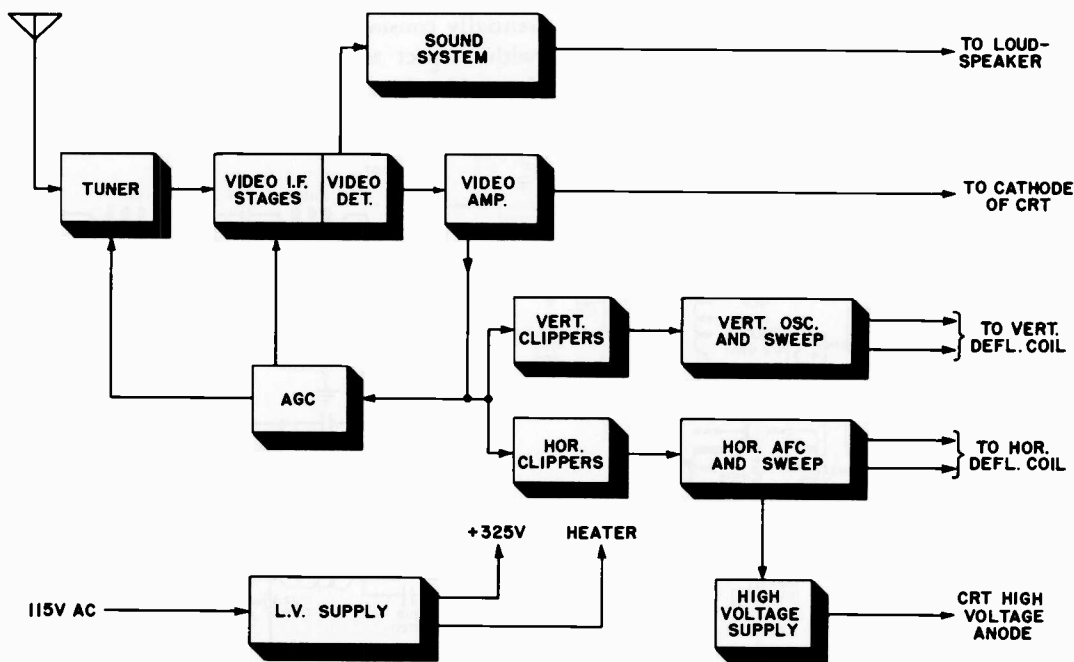 SOUND
SYSTEM
TO LOUD-
SPEAKER
TUNER
VIDEO I.F.
STAGES
VIDEO
DET.
VIDEO
AMP.
TO CATHODE
OF CRT
VERT.
CLIPPERS
VERT. OSC.
AND SWEEP
TO VERT.
DEFL. COIL
AGC
HOR.
CLIPPERS
HOR. AFC
AND SWEEP
TO HOR.
DEFL. COIL
+325V
HEATER
115V AC
L.V. SUPPLY
HIGH
VOLTAGE
SUPPLY
CRT HIGH
VOLTAGE
ANODE